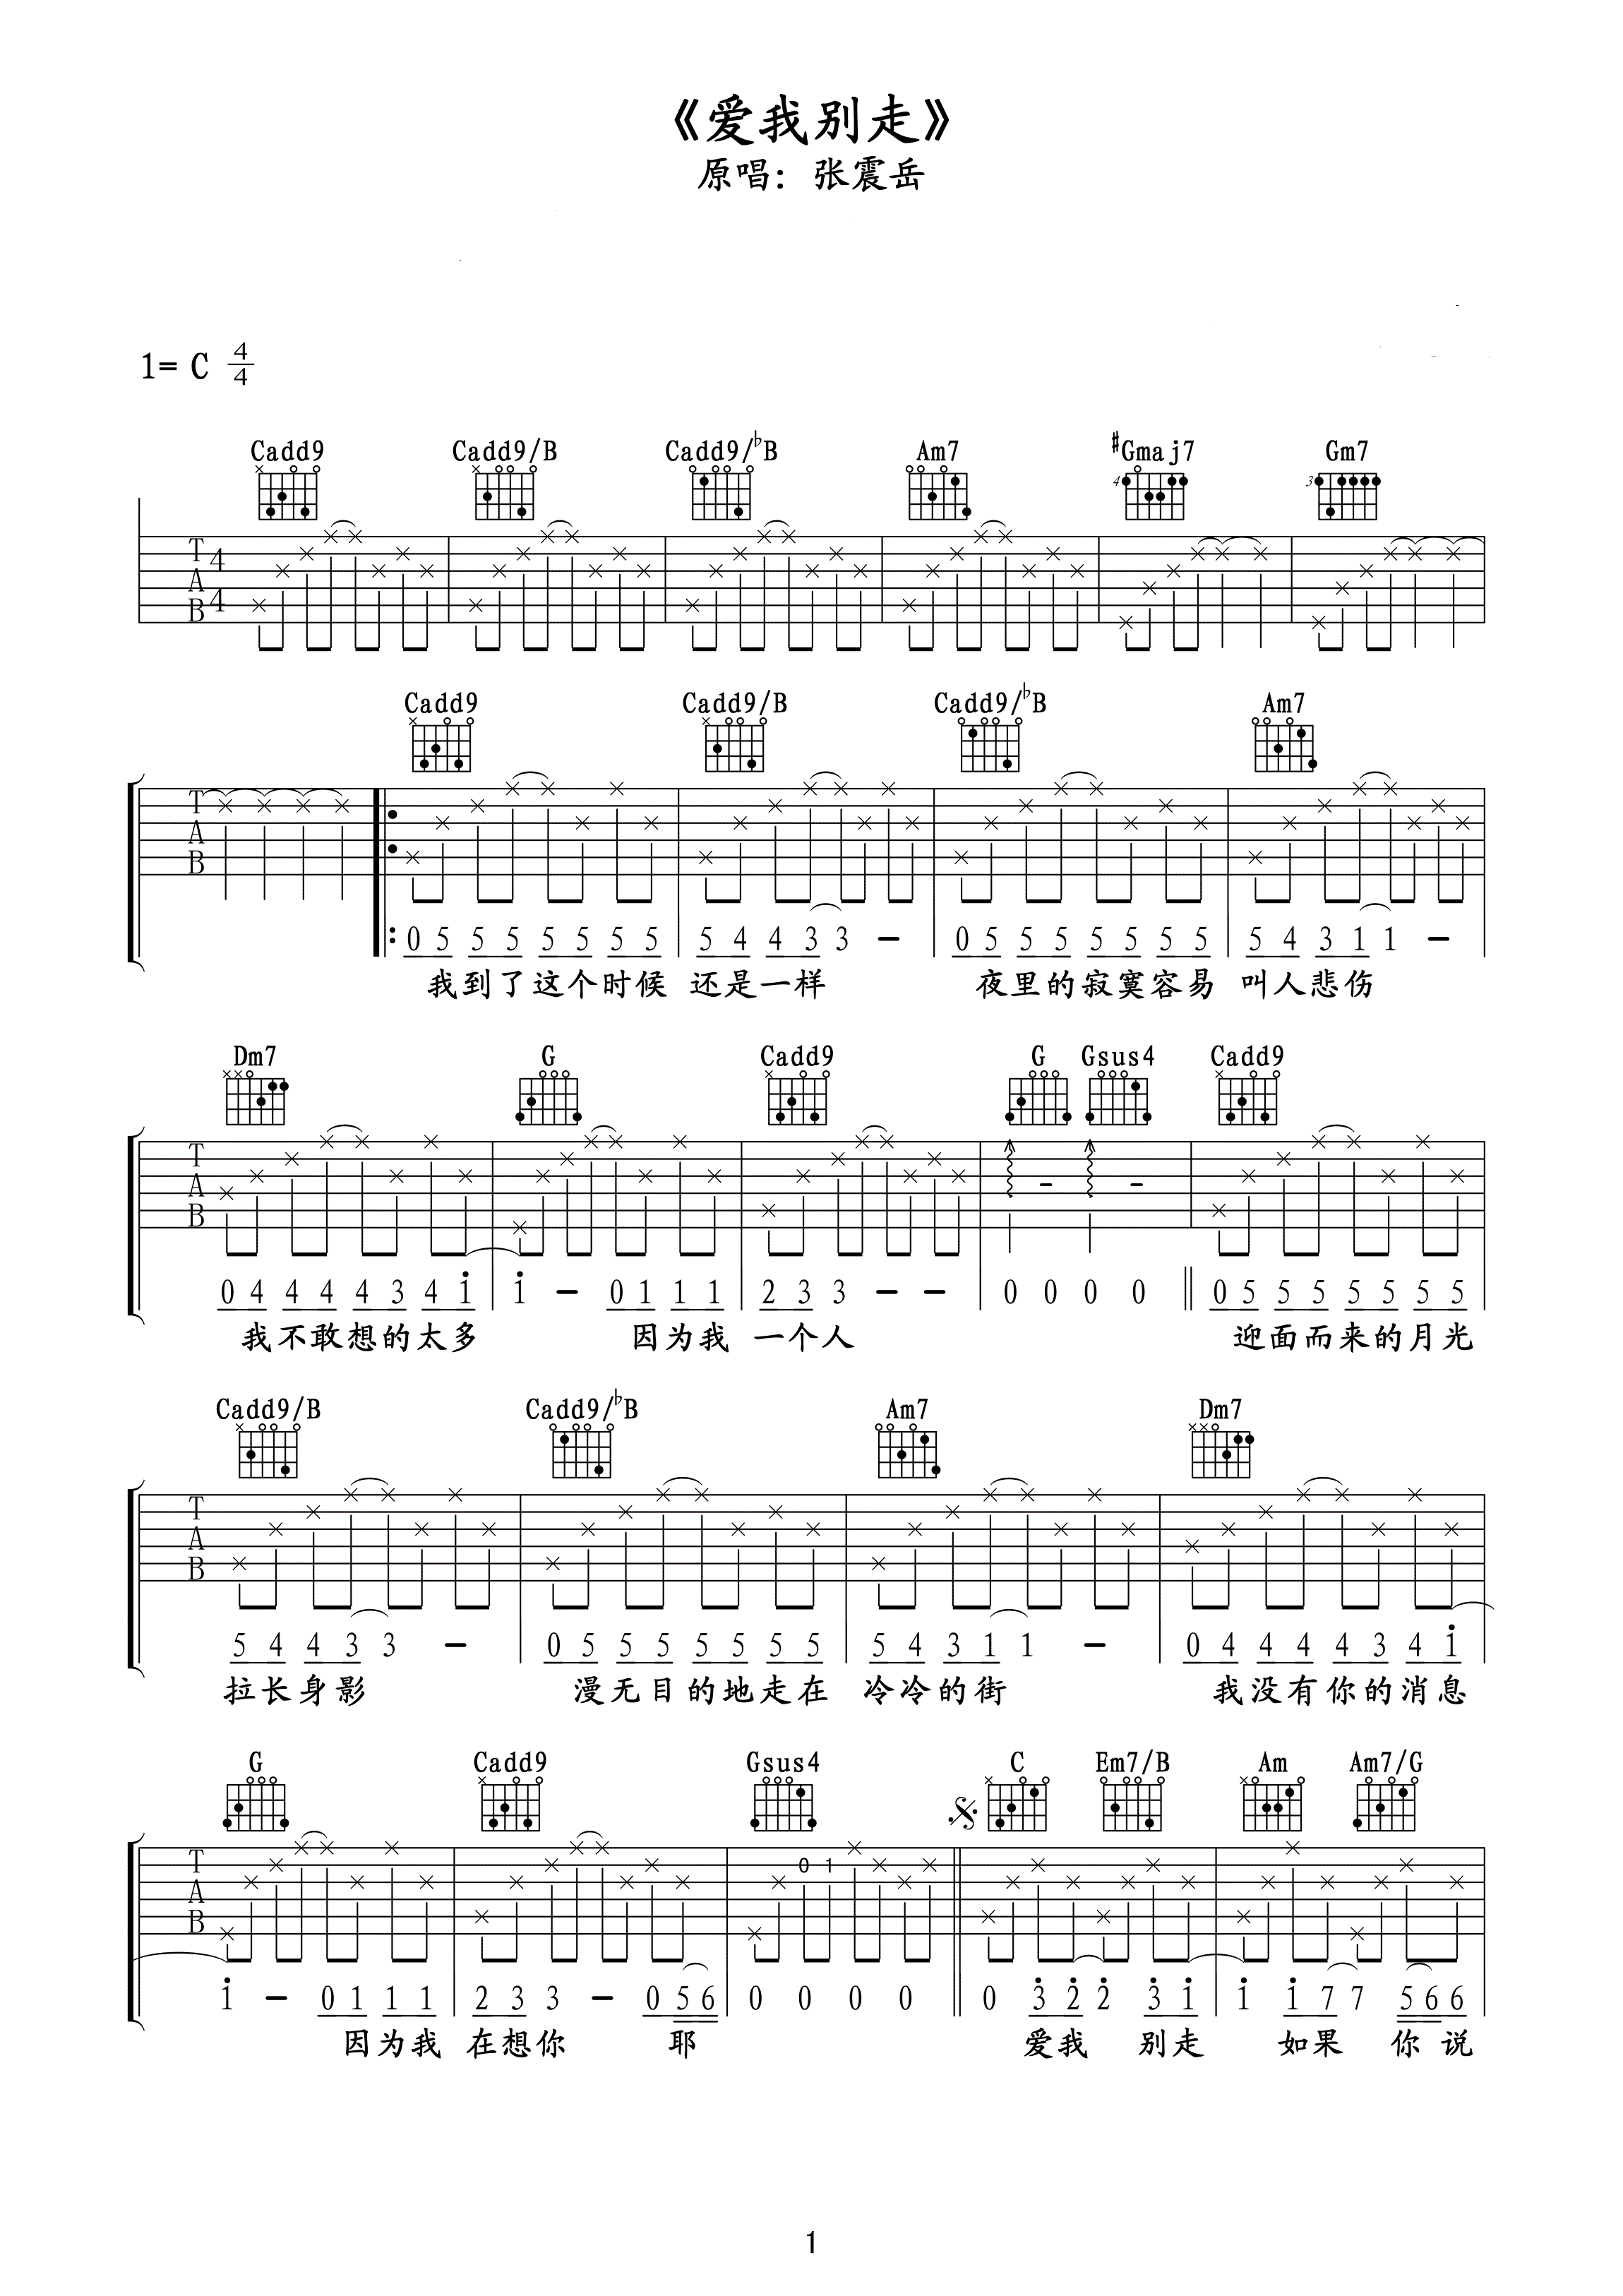 《爱我别走》
原唱：张震岳
1= C 4/4
Cadd9 Cadd9/B Cadd9/♭B Am7 #Gmaj7 Gm7
4 3
T A B 4 4
Cadd9 Cadd9/B Cadd9/♭B Am7
T A B
0 5 5 5 5 5 5 5 5 4 4 3 3 - 0 5 5 5 5 5 5 5 5 4 3 1 1 -
我到了这个时候 还是一样 夜里的寂寞容易 叫人悲伤
Dm7 G Cadd9 G Gsus4 Cadd9
T A B - -
0 4 4 4 4 3 4 i i - 0 1 1 1 2 3 3 - - 0 0 0 0 0 5 5 5 5 5 5 5
我不敢想的太多 因为我 一个人 迎面而来的月光
Cadd9/B Cadd9/♭B Am7 Dm7
T A B
5 4 4 3 3 - 0 5 5 5 5 5 5 5 5 4 3 1 1 - 0 4 4 4 4 3 4 i
拉长身影 漫无目的地走在 冷冷的街 我没有你的消息
G Cadd9 Gsus4 C Em7/B Am Am7/G
T A B 0 1
i - 0 1 1 1 2 3 3 - 0 5 6 0 0 0 0 0 3̇ 2̇ 2̇ 3̇ i i i 7 7 5 6 6
因为我 在想你 耶 爱我 别走 如果 你 说
1